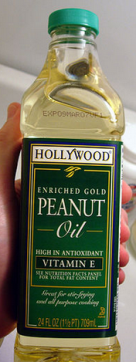 HOLLYWOOD
ENRICHED GOLD
PEANUT
Oil
HIGH IN ANTIOXIDANT
VITAMIN E
SEE NUTRITION FACTS PANEL
FOR TOTAL FAT CONTENT
Great for stir-frying
and all purpose cooking
24 FL OZ (1½ PT) 709mL